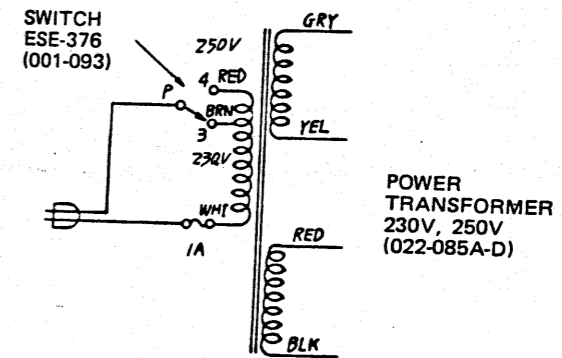 SWITCH
ESE-376
(001-093)
250V
GRY
4 RED
P
BRN
3
230V
YEL
WHT
1A
POWER
TRANSFORMER
230V, 250V
(022-085A-D)
RED
BLK